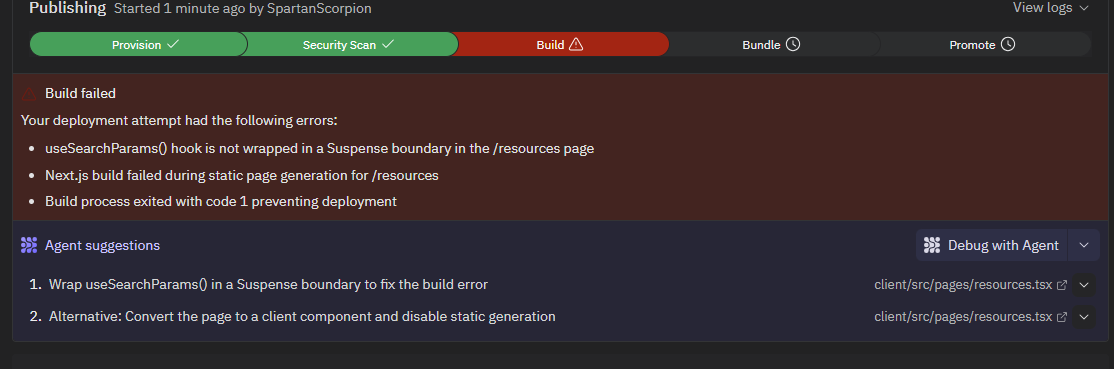 Publishing Started 1 minute ago by SpartanScorpion View logs
Provision Security Scan Build Bundle Promote
Build failed
Your deployment attempt had the following errors:
• useSearchParams() hook is not wrapped in a Suspense boundary in the /resources page
• Next.js build failed during static page generation for /resources
• Build process exited with code 1 preventing deployment
Agent suggestions Debug with Agent
1. Wrap useSearchParams() in a Suspense boundary to fix the build error client/src/pages/resources.tsx
2. Alternative: Convert the page to a client component and disable static generation client/src/pages/resources.tsx